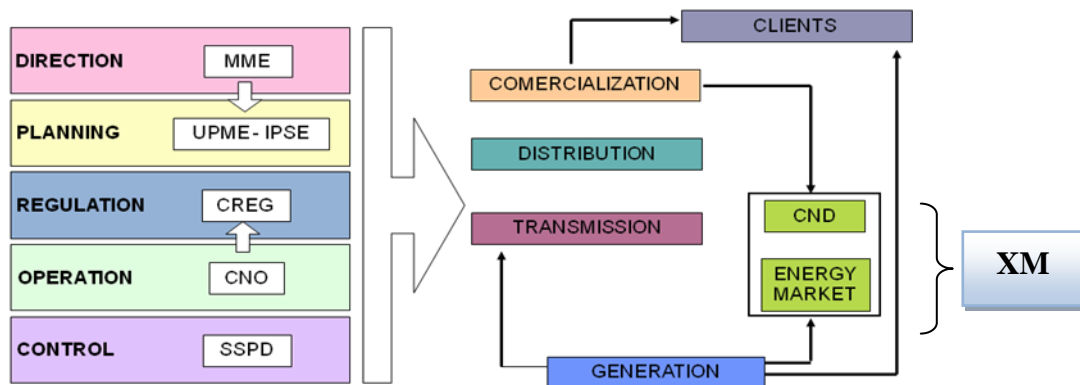 DIRECTION
MME
PLANNING
UPME - IPSE
REGULATION
CREG
OPERATION
CNO
CONTROL
SSPD
CLIENTS
COMERCIALIZATION
DISTRIBUTION
TRANSMISSION
CND
ENERGY
MARKET
GENERATION
XM